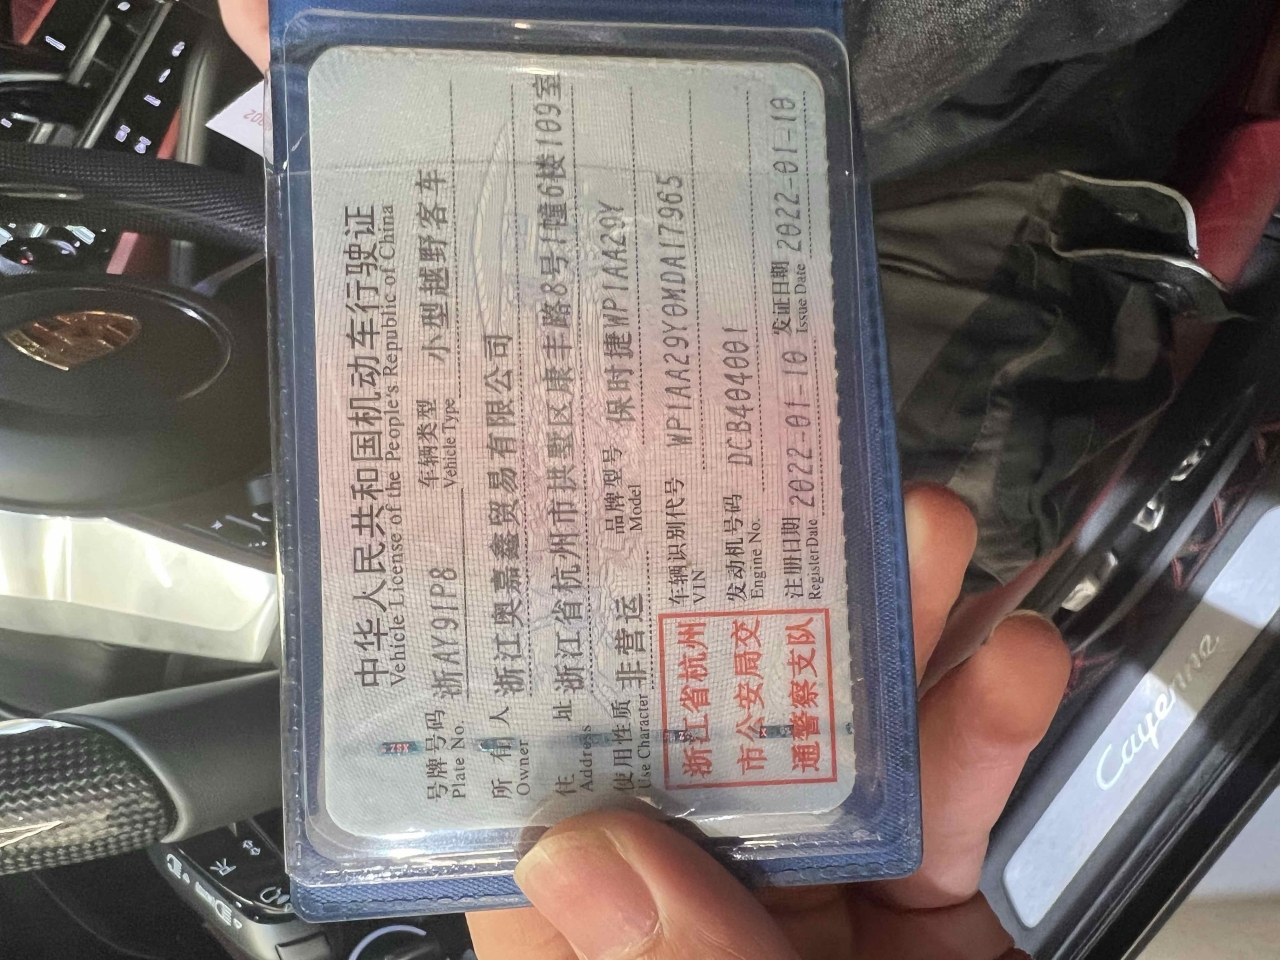 中华人民共和国机动车行驶证
Vehicle License of the People's Republic of China
号牌号码 浙AY91P8 车辆类型 小型越野客车
Plate No. Vehicle Type
所有人 浙江奥嘉鑫贸易有限公司
Owner
住址 浙江省杭州市拱墅区康丰路8号1幢6楼109室
Address
使用性质 非营运 品牌型号 保时捷WP1AA29Y
Use Character Model
浙江省杭州
市公安局交
通警察支队
车辆识别代号 WP1AA29Y0MDA17965
VIN
发动机号码 DCB404001
Engine No.
注册日期 2022-01-10 发证日期 2022-01-10
Register Date Issue Date
Cayenne